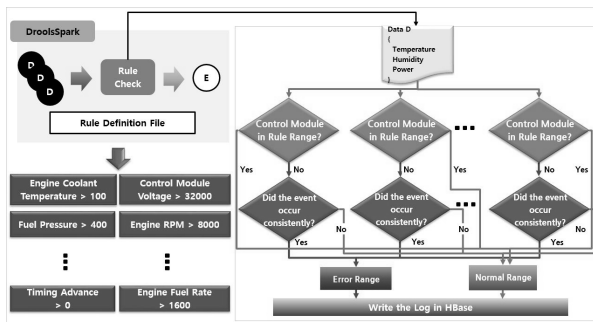 DroolsSpark
D
D
D
Rule
Check
E
Rule Definition File
Engine Coolant
Temperature > 100
Control Module
Voltage > 32000
Fuel Pressure > 400
Engine RPM > 8000
Timing Advance
> 0
Engine Fuel Rate
> 1600
Data D
(
Temperature
Humidity
Power
)
Control Module
in Rule Range?
Control Module
in Rule Range?
Control Module
in Rule Range?
Yes
No
No
Yes
No
Yes
Did the event
occur
consistently?
Did the event
occur
consistently?
Did the event
occur
consistently?
No
No
No
Yes
Yes
Yes
Error Range
Normal Range
Write the Log in HBase